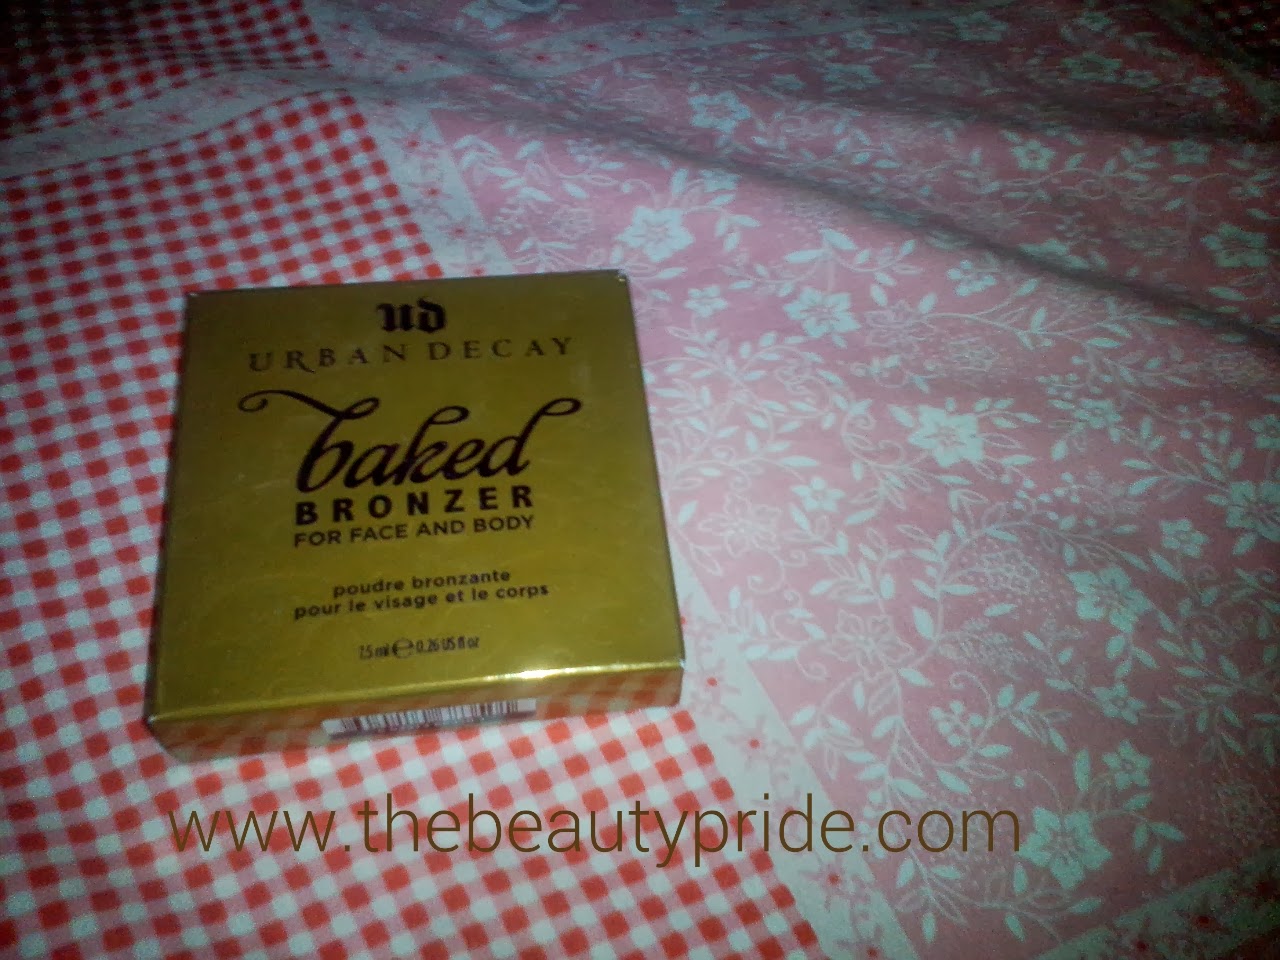 ud
URBAN DECAY
baked
BRONZER
FOR FACE AND BODY
poudre bronzante
pour le visage et le corps
7.5 ml ℮ 0.26 US fl oz
www.thebeautypride.com